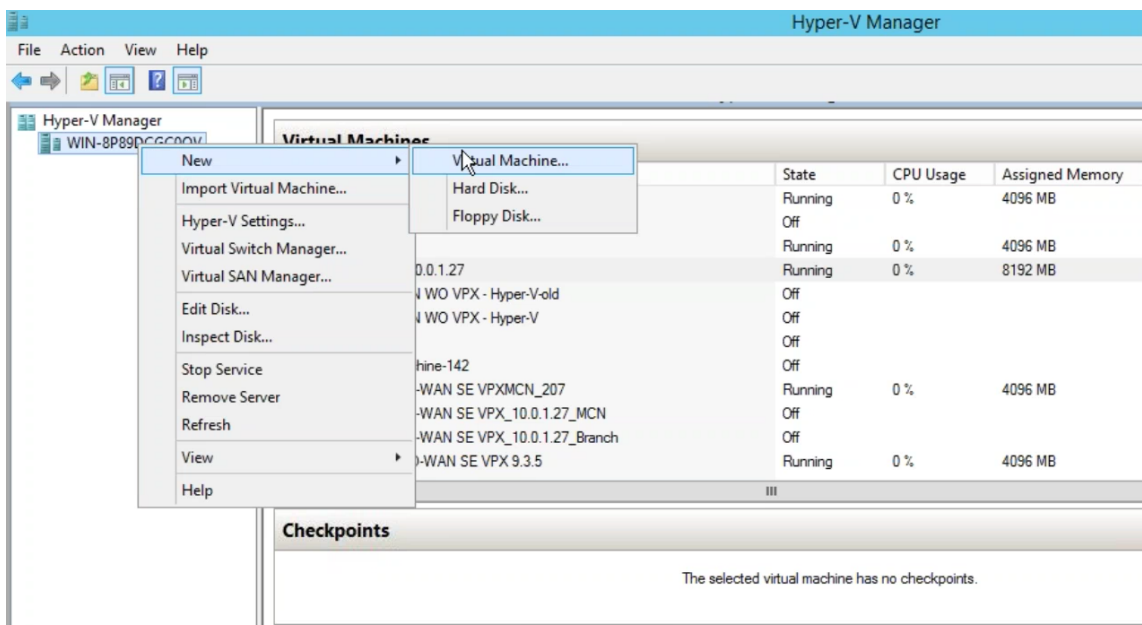 Hyper-V Manager
File Action View Help
Hyper-V Manager
WIN-8P89DCGC0QV
Virtual Machines
New
Import Virtual Machine...
Hyper-V Settings...
Virtual Switch Manager...
Virtual SAN Manager...
Edit Disk...
Inspect Disk...
Stop Service
Remove Server
Refresh
View
Help
Virtual Machine...
Hard Disk...
Floppy Disk...
State CPU Usage Assigned Memory
Running 0 % 4096 MB
Off
Running 0 % 4096 MB
0.0.1.27 Running 0 % 8192 MB
N WO VPX - Hyper-V-old Off
N WO VPX - Hyper-V Off
Off
hine-142 Off
-WAN SE VPXMCN_207 Running 0 % 4096 MB
-WAN SE VPX_10.0.1.27_MCN Off
-WAN SE VPX_10.0.1.27_Branch Off
-WAN SE VPX 9.3.5 Running 0 % 4096 MB
Checkpoints
The selected virtual machine has no checkpoints.